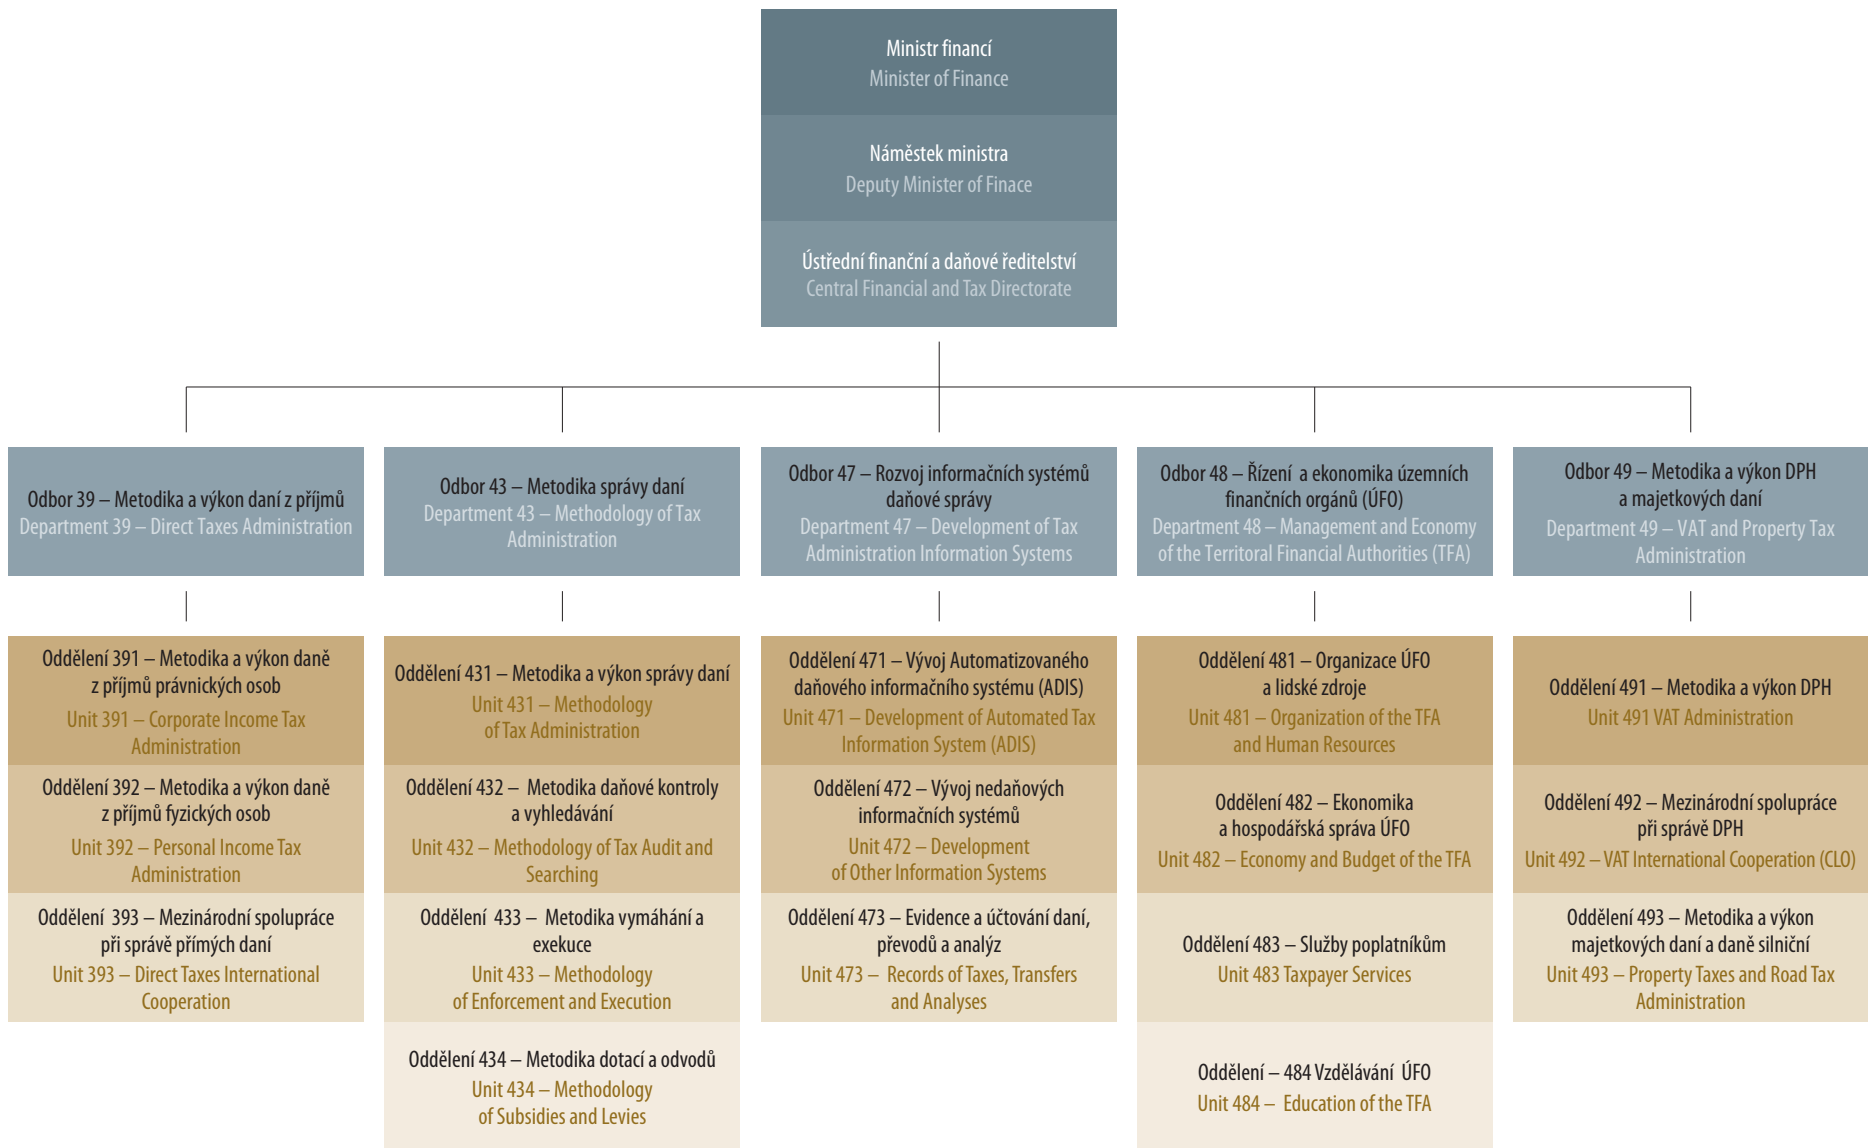 Ministr financí
Minister of Finance
Náměstek ministra
Deputy Minister of Finace
Ústřední finanční a daňové ředitelství
Central Financial and Tax Directorate
Odbor 39 – Metodika a výkon daní z příjmů
Department 39 – Direct Taxes Administration
Odbor 43 – Metodika správy daní
Department 43 – Methodology of Tax
Administration
Odbor 47 – Rozvoj informačních systémů
daňové správy
Department 47 – Development of Tax
Administration Information Systems
Odbor 48 – Řízení a ekonomika územních
finančních orgánů (ÚFO)
Department 48 – Management and Economy
of the Territoral Financial Authorities (TFA)
Odbor 49 – Metodika a výkon DPH
a majetkových daní
Department 49 – VAT and Property Tax
Administration
Oddělení 391 – Metodika a výkon daně
z příjmů právnických osob
Unit 391 – Corporate Income Tax
Administration
Oddělení 392 – Metodika a výkon daně
z příjmů fyzických osob
Unit 392 – Personal Income Tax
Administration
Oddělení 393 – Mezinárodní spolupráce
při správě přímých daní
Unit 393 – Direct Taxes International
Cooperation
Oddělení 431 – Metodika a výkon správy daní
Unit 431 – Methodology
of Tax Administration
Oddělení 432 – Metodika daňové kontroly
a vyhledávání
Unit 432 – Methodology of Tax Audit and
Searching
Oddělení 433 – Metodika vymáhání a
exekuce
Unit 433 – Methodology
of Enforcement and Execution
Oddělení 434 – Metodika dotací a odvodů
Unit 434 – Methodology
of Subsidies and Levies
Oddělení 471 – Vývoj Automatizovaného
daňového informačního systému (ADIS)
Unit 471 – Development of Automated Tax
Information System (ADIS)
Oddělení 472 – Vývoj nedaňových
informačních systémů
Unit 472 – Development
of Other Information Systems
Oddělení 473 – Evidence a účtování daní,
převodů a analýz
Unit 473 – Records of Taxes, Transfers
and Analyses
Oddělení 481 – Organizace ÚFO
a lidské zdroje
Unit 481 – Organization of the TFA
and Human Resources
Oddělení 482 – Ekonomika
a hospodářská správa ÚFO
Unit 482 – Economy and Budget of the TFA
Oddělení 483 – Služby poplatníkům
Unit 483 Taxpayer Services
Oddělení – 484 Vzdělávání ÚFO
Unit 484 – Education of the TFA
Oddělení 491 – Metodika a výkon DPH
Unit 491 VAT Administration
Oddělení 492 – Mezinárodní spolupráce
při správě DPH
Unit 492 – VAT International Cooperation (CLO)
Oddělení 493 – Metodika a výkon
majetkových daní a daně silniční
Unit 493 – Property Taxes and Road Tax
Administration